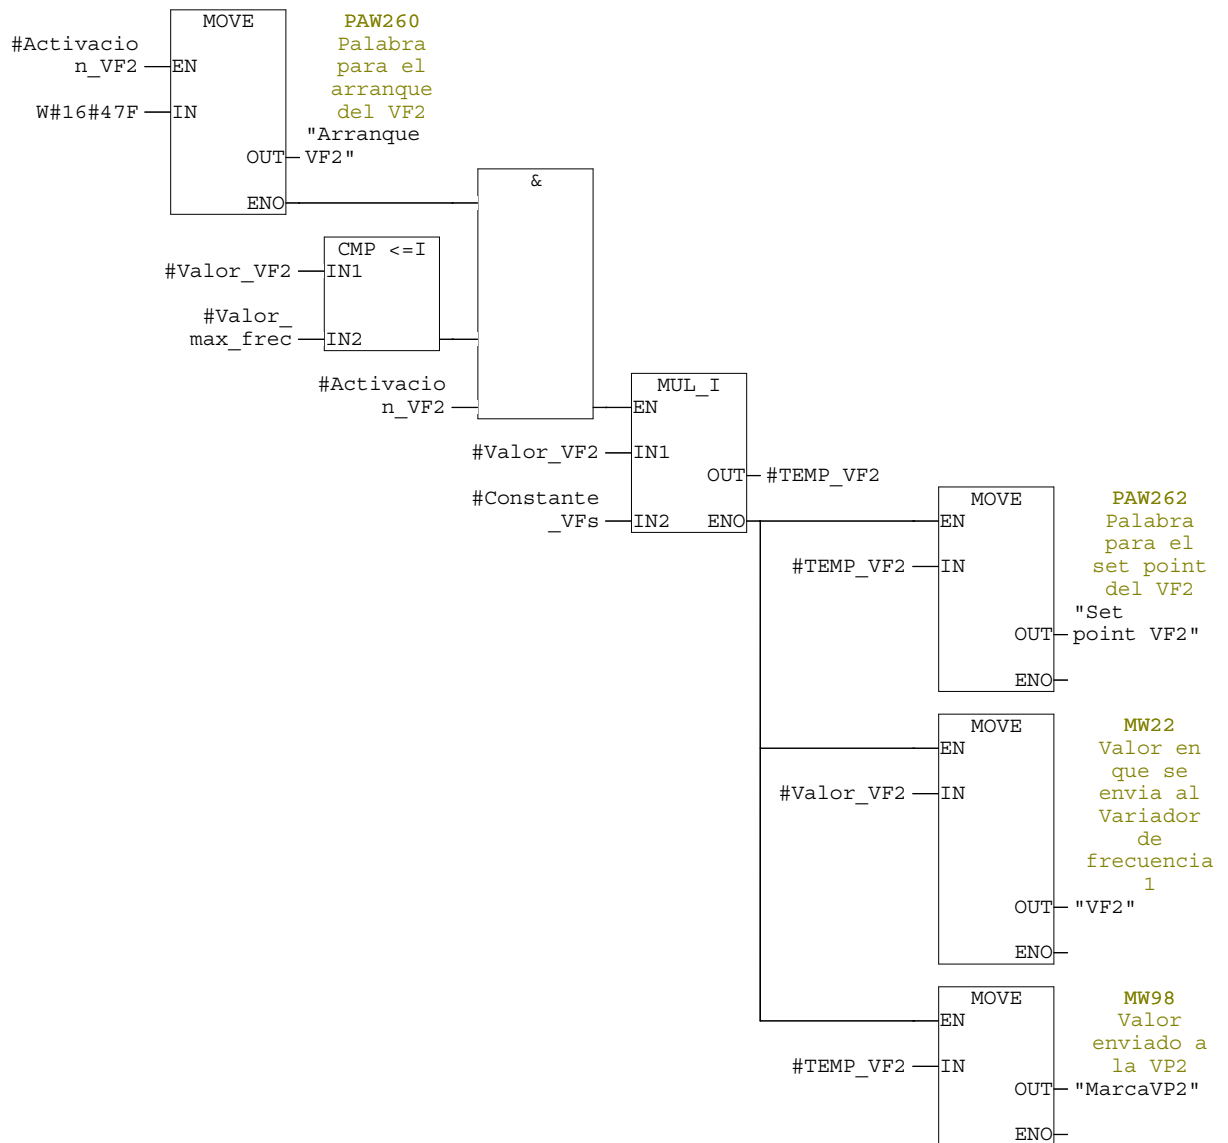 MOVE
PAW260
Palabra
para el
arranque
del VF2
#Activacio
n_VF2
EN
W#16#47F
IN
"Arranque
OUT
VF2"
ENO
&
CMP <=I
#Valor_VF2
IN1
#Valor_
max_frec
IN2
#Activacio
n_VF2
MUL_I
EN
#Valor_VF2
IN1
OUT
#TEMP_VF2
#Constante
_VFs
IN2
ENO
MOVE
PAW262
Palabra
para el
set point
del VF2
EN
#TEMP_VF2
IN
"Set
OUT
point VF2"
ENO
MOVE
MW22
Valor en
que se
envia al
Variador
de
frecuencia
1
EN
#Valor_VF2
IN
OUT
"VF2"
ENO
MOVE
MW98
Valor
enviado a
la VP2
EN
#TEMP_VF2
IN
OUT
"MarcaVP2"
ENO